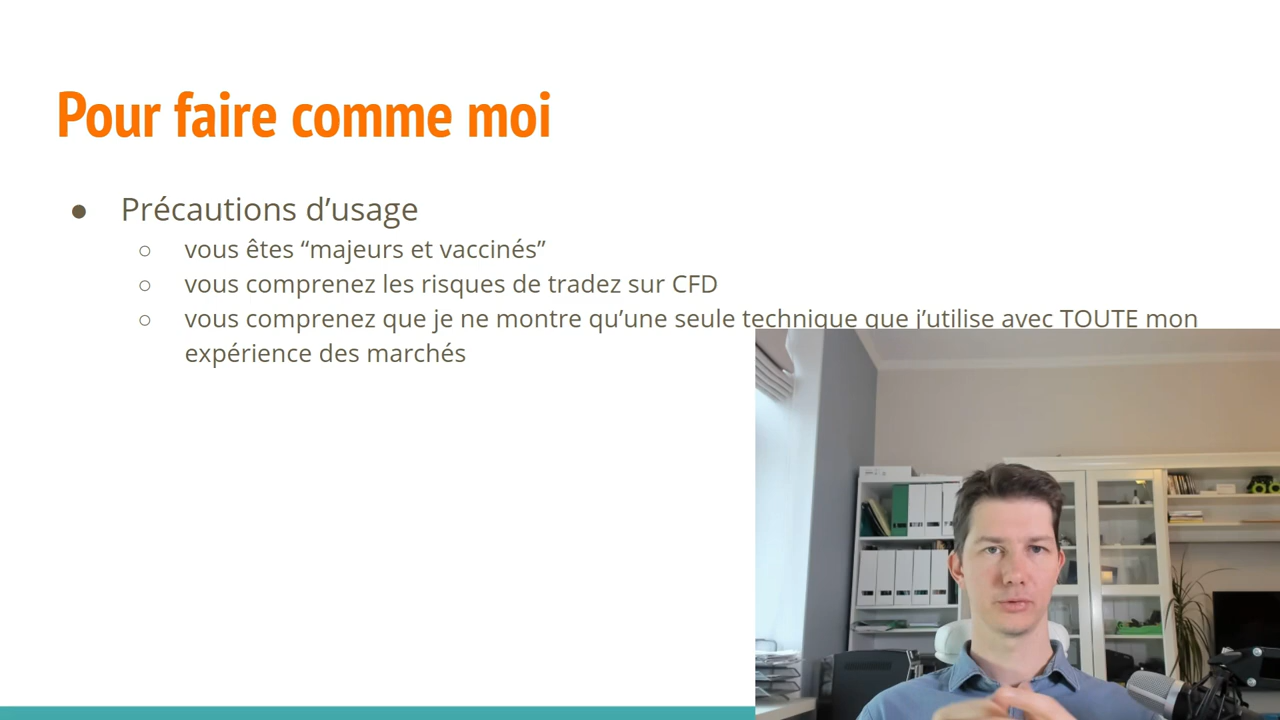 Pour faire comme moi
● Précautions d’usage
○ vous êtes “majeurs et vaccinés”
○ vous comprenez les risques de tradez sur CFD
○ vous comprenez que je ne montre qu’une seule technique que j’utilise avec TOUTE mon
expérience des marchés